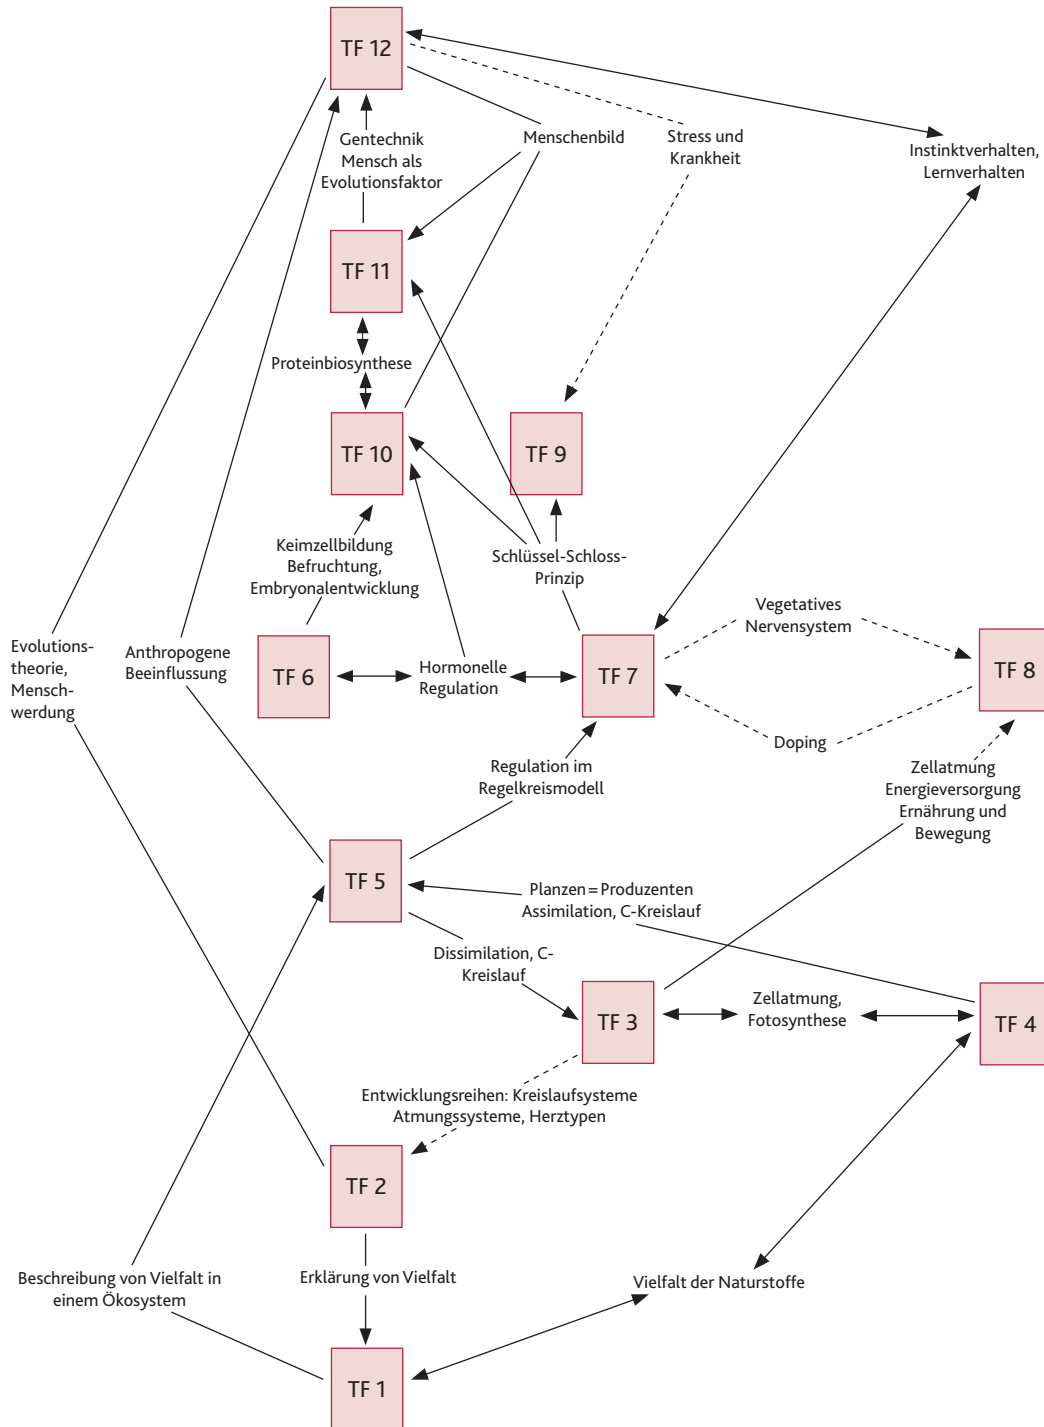 TF 12
Gentechnik
Mensch als
Evolutionsfaktor
Menschenbild
Stress und
Krankheit
Instinktverhalten,
Lernverhalten
TF 11
Proteinbiosynthese
TF 10
TF 9
Keimzellbildung
Befruchtung,
Embryonalentwicklung
Schlüssel-Schloss-
Prinzip
Vegetatives
Nervensystem
Evolutions-
theorie,
Mensch-
werdung
Anthropogene
Beeinflussung
TF 6
Hormonelle
Regulation
TF 7
TF 8
Doping
Regulation im
Regelkreismodell
Zellatmung
Energieversorgung
Ernährung und
Bewegung
TF 5
Planzen = Produzenten
Assimilation, C-Kreislauf
Dissimilation, C-
Kreislauf
TF 3
Zellatmung,
Fotosynthese
TF 4
Entwicklungsreihen: Kreislaufsysteme
Atmungssysteme, Herztypen
TF 2
Beschreibung von Vielfalt in
einem Ökosystem
Erklärung von Vielfalt
Vielfalt der Naturstoffe
TF 1